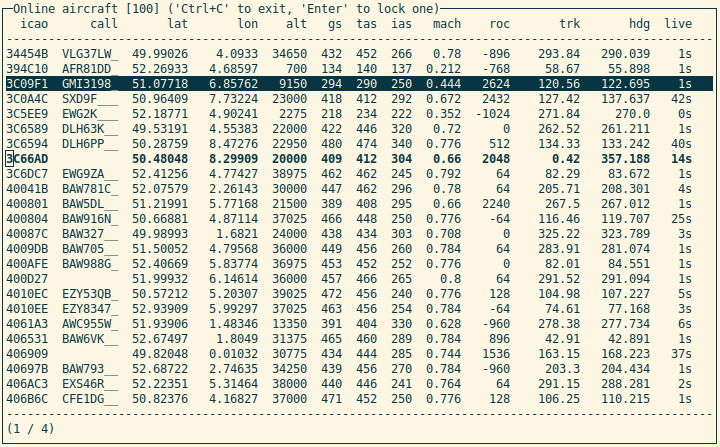 Online aircraft [100] ('Ctrl+C' to exit, 'Enter' to lock one)
icao call lat lon alt gs tas ias mach roc trk hdg live
34454B VLG37LW_ 49.99026 4.0933 34650 432 452 266 0.78 -896 293.84 290.039 1s
394C10 AFR81DD_ 52.26933 4.68597 700 134 140 137 0.212 -768 58.67 55.898 1s
3C09F1 GMI3198_ 51.07718 6.85762 9150 294 290 250 0.444 2624 120.56 122.695 1s
3C0A4C SXD9F___ 50.96409 7.73224 23000 418 412 292 0.672 2432 127.42 137.637 42s
3C5EE9 EWG2K___ 52.18771 4.90241 2275 218 234 222 0.352 -1024 271.84 270.0 0s
3C6589 DLH63K__ 49.53191 4.55383 22000 422 446 320 0.72 0 262.52 261.211 1s
3C6594 DLH6PP__ 50.28759 8.47276 22950 480 474 340 0.776 512 134.33 133.242 40s
3C66AD 50.48048 8.29909 20000 409 412 304 0.66 2048 0.42 357.188 14s
3C6DC7 EWG9ZA__ 52.41256 4.77427 38975 462 462 245 0.792 64 82.29 83.672 1s
40041B BAW781C_ 52.07579 2.26143 30000 447 462 296 0.78 64 205.71 208.301 4s
400801 BAW5DL__ 51.21991 5.77168 21500 389 408 295 0.66 2240 267.5 267.012 1s
400804 BAW916N_ 50.66881 4.87114 37025 466 448 250 0.776 -64 116.46 119.707 25s
40087C BAW327__ 49.98993 1.6821 24000 438 434 303 0.708 0 325.22 323.789 3s
4009DB BAW705__ 51.50052 4.79568 36000 449 456 260 0.784 64 283.91 281.074 1s
400AFE BAW988G_ 52.40669 5.83774 36975 453 452 252 0.776 0 82.01 84.551 1s
400D27 51.99932 6.14614 36000 457 466 265 0.8 64 291.52 291.094 1s
4010EC EZY53QB_ 50.57212 5.20307 39025 472 456 240 0.776 128 104.98 107.227 5s
4010EE EZY8347_ 52.93909 5.99297 37025 463 456 254 0.784 -64 74.61 77.168 3s
4061A3 AWC955W_ 51.93906 1.48346 13350 391 404 330 0.628 -960 278.38 277.734 6s
406531 BAW6VK__ 52.67497 1.8049 31375 465 460 289 0.784 896 42.91 42.891 1s
406909 49.82048 0.01032 30775 434 444 285 0.744 1536 163.15 168.223 37s
40697B BAW793__ 52.68722 2.74635 34250 439 456 270 0.784 -960 203.3 204.434 1s
406AC3 EXS46R__ 52.22351 5.31464 38000 440 446 241 0.764 64 291.15 288.281 2s
406B6C CFE1DG__ 50.82376 4.16827 37000 471 452 250 0.776 128 106.25 110.215 1s
(1 / 4)